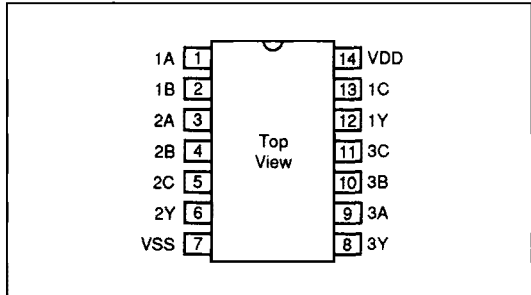 1A 1 14 VDD
1B 2 13 1C
2A 3 12 1Y
2B 4 11 3C
2C 5 10 3B
2Y 6 9 3A
VSS 7 8 3Y
Top
View